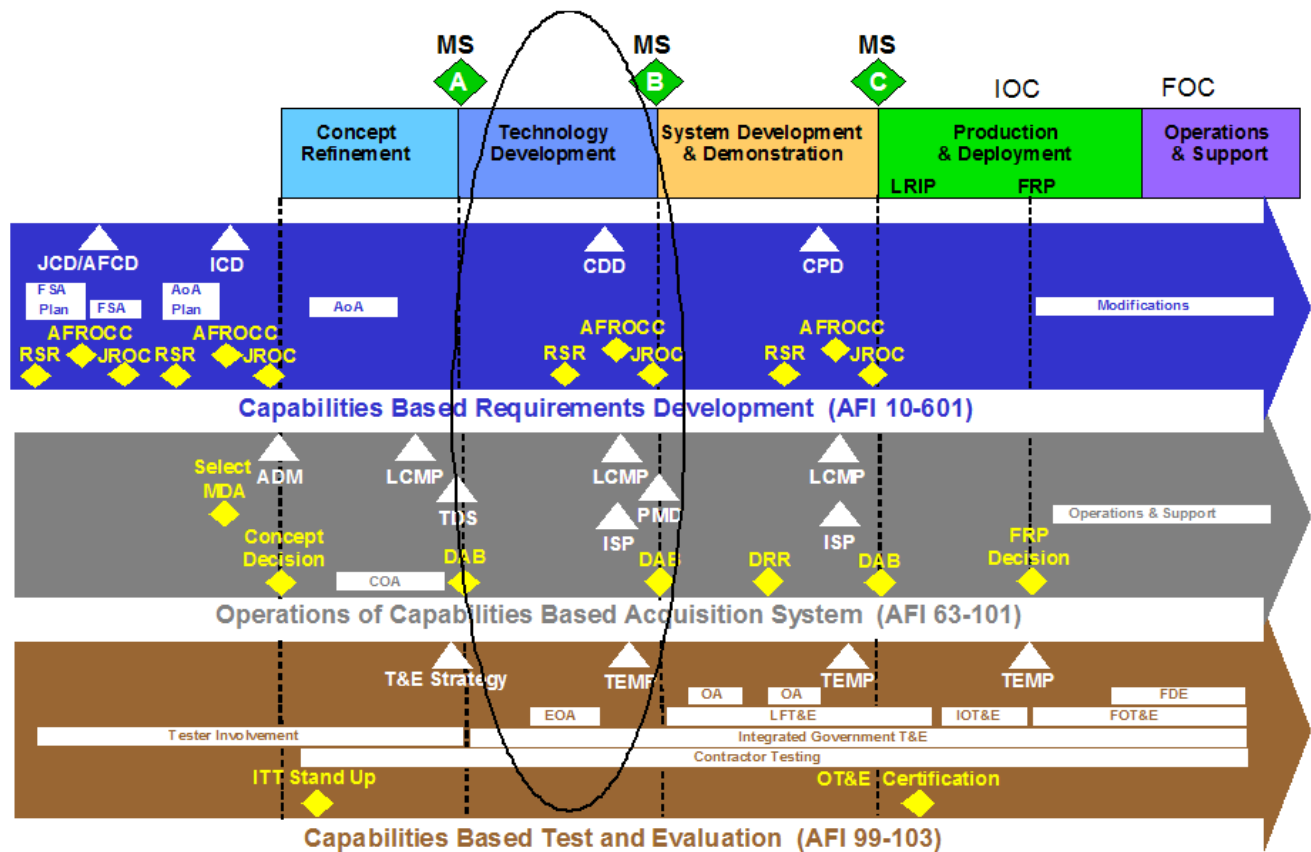 MS
MS
MS
A
B
C
IOC
FOC
Concept
Refinement
Technology
Development
System Development
& Demonstration
Production
& Deployment
LRIP
FRP
Operations
& Support
JCD/AFCD
ICD
CDD
CPD
FSA
Plan
FSA
AoA
Plan
AoA
Modifications
RSR
AFROCC
JROC
RSR
AFROCC
JROC
RSR
AFROCC
JROC
RSR
AFROCC
JROC
Capabilities Based Requirements Development (AFI 10-601)
Select
MDA
ADM
LCMP
TDS
LCMP
PMD
ISP
LCMP
ISP
Operations & Support
Concept
Decision
COA
DAB
DAB
DRR
DAB
FRP
Decision
Operations of Capabilities Based Acquisition System (AFI 63-101)
T&E Strategy
TEMP
TEMP
TEMP
OA
OA
FDE
EOA
LFT&E
IOT&E
FOT&E
Tester Involvement
Integrated Government T&E
Contractor Testing
ITT Stand Up
OT&E Certification
Capabilities Based Test and Evaluation (AFI 99-103)